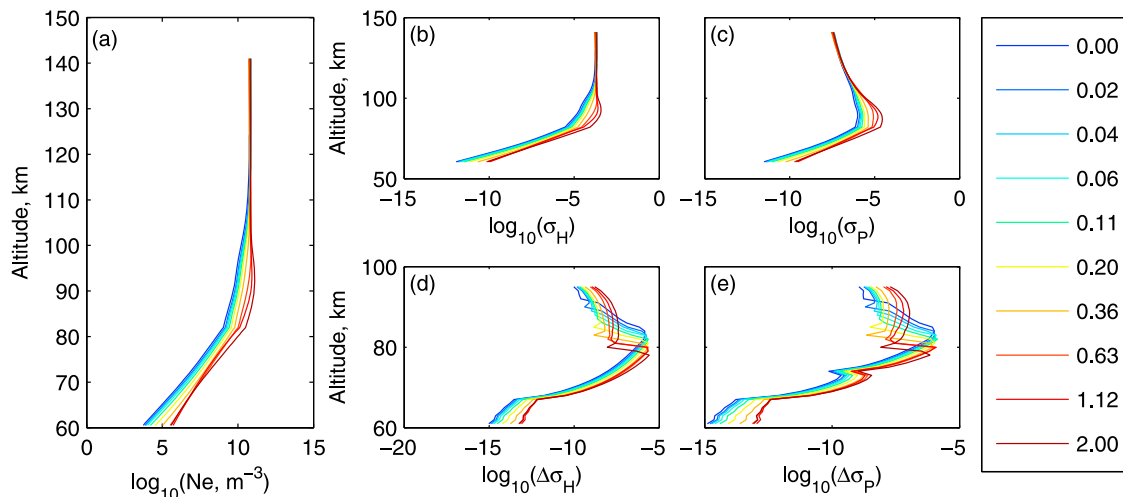 (a)
Altitude, km
150
140
130
120
110
100
90
80
70
60
0 5 10 15
log10(Ne, m−3)
(b)
Altitude, km
150
100
50
−15 −10 −5 0
log10(σH)
(c)
−15 −10 −5 0
log10(σP)
(d)
Altitude, km
100
80
60
−20 −15 −10 −5
log10(ΔσH)
(e)
−15 −10 −5
log10(ΔσP)
0.00
0.02
0.04
0.06
0.11
0.20
0.36
0.63
1.12
2.00